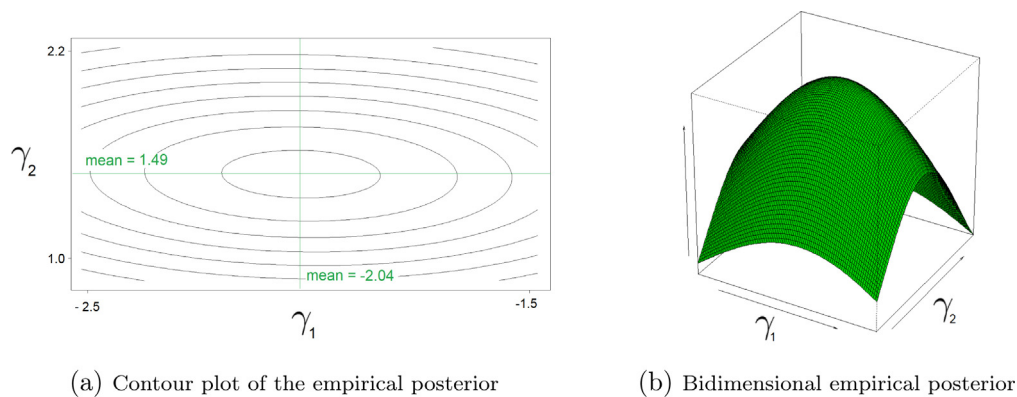 2.2
γ2
mean = 1.49
1.0
mean = -2.04
- 2.5
γ1
-1.5
γ1
γ2
(a) Contour plot of the empirical posterior
(b) Bidimensional empirical posterior